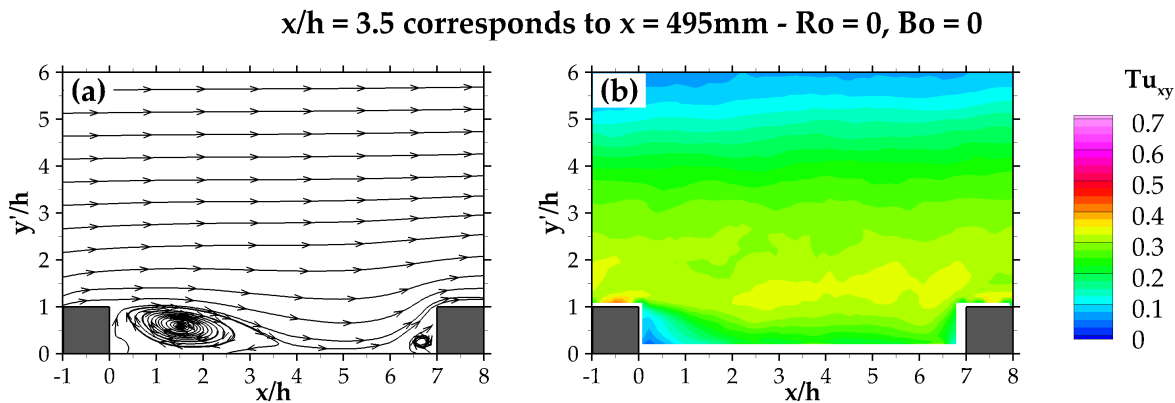 x/h = 3.5 corresponds to x = 495mm - Ro = 0, Bo = 0
(a)
6
5
4
3
2
1
0
y'/h
-1 0 1 2 3 4 5 6 7 8
x/h
(b)
6
5
4
3
2
1
0
y'/h
-1 0 1 2 3 4 5 6 7 8
x/h
Tu_xy
0.7
0.6
0.5
0.4
0.3
0.2
0.1
0